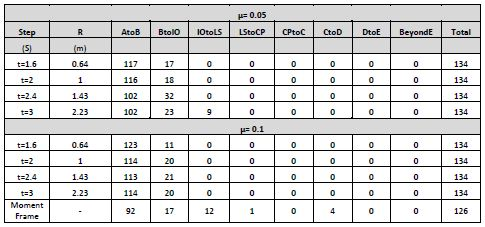 μ= 0.05
Step R AtoB BtoIO IOtoLS LStoCP CPtoC CtoD DtoE BeyondE Total
(S) (m)
t=1.6 0.64 117 17 0 0 0 0 0 0 134
t=2 1 116 18 0 0 0 0 0 0 134
t=2.4 1.43 102 32 0 0 0 0 0 0 134
t=3 2.23 102 23 9 0 0 0 0 0 134
μ= 0.1
t=1.6 0.64 123 11 0 0 0 0 0 0 134
t=2 1 114 20 0 0 0 0 0 0 134
t=2.4 1.43 113 21 0 0 0 0 0 0 134
t=3 2.23 114 20 0 0 0 0 0 0 134
Moment
Frame - 92 17 12 1 0 4 0 0 126